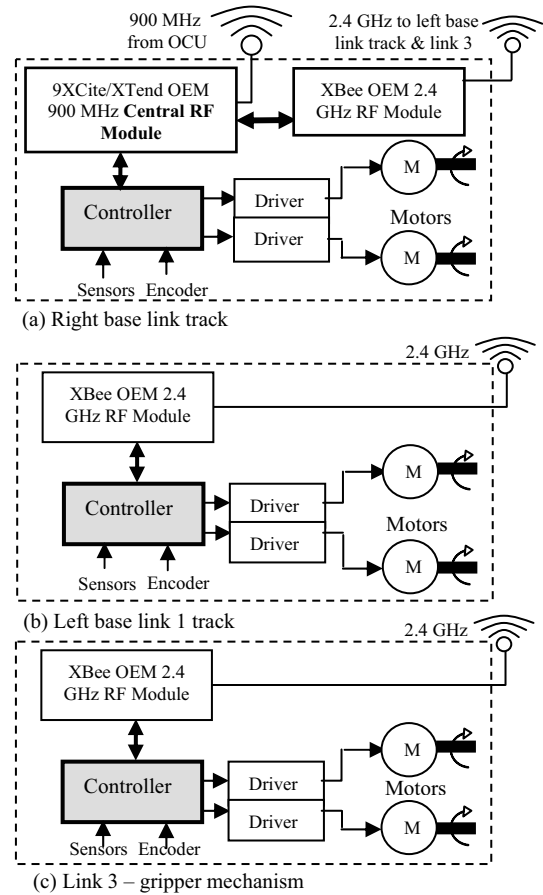 900 MHz
from OCU
2.4 GHz to left base
link track & link 3
9XCite/XTend OEM
900 MHz Central RF
Module
XBee OEM 2.4
GHz RF Module
Controller
Driver
Driver
M
Motors
M
Sensors
Encoder
(a) Right base link track
2.4 GHz
XBee OEM 2.4
GHz RF Module
Controller
Driver
Driver
M
Motors
M
Sensors
Encoder
(b) Left base link 1 track
2.4 GHz
XBee OEM 2.4
GHz RF Module
Controller
Driver
Driver
M
Motors
M
Sensors
Encoder
(c) Link 3 – gripper mechanism